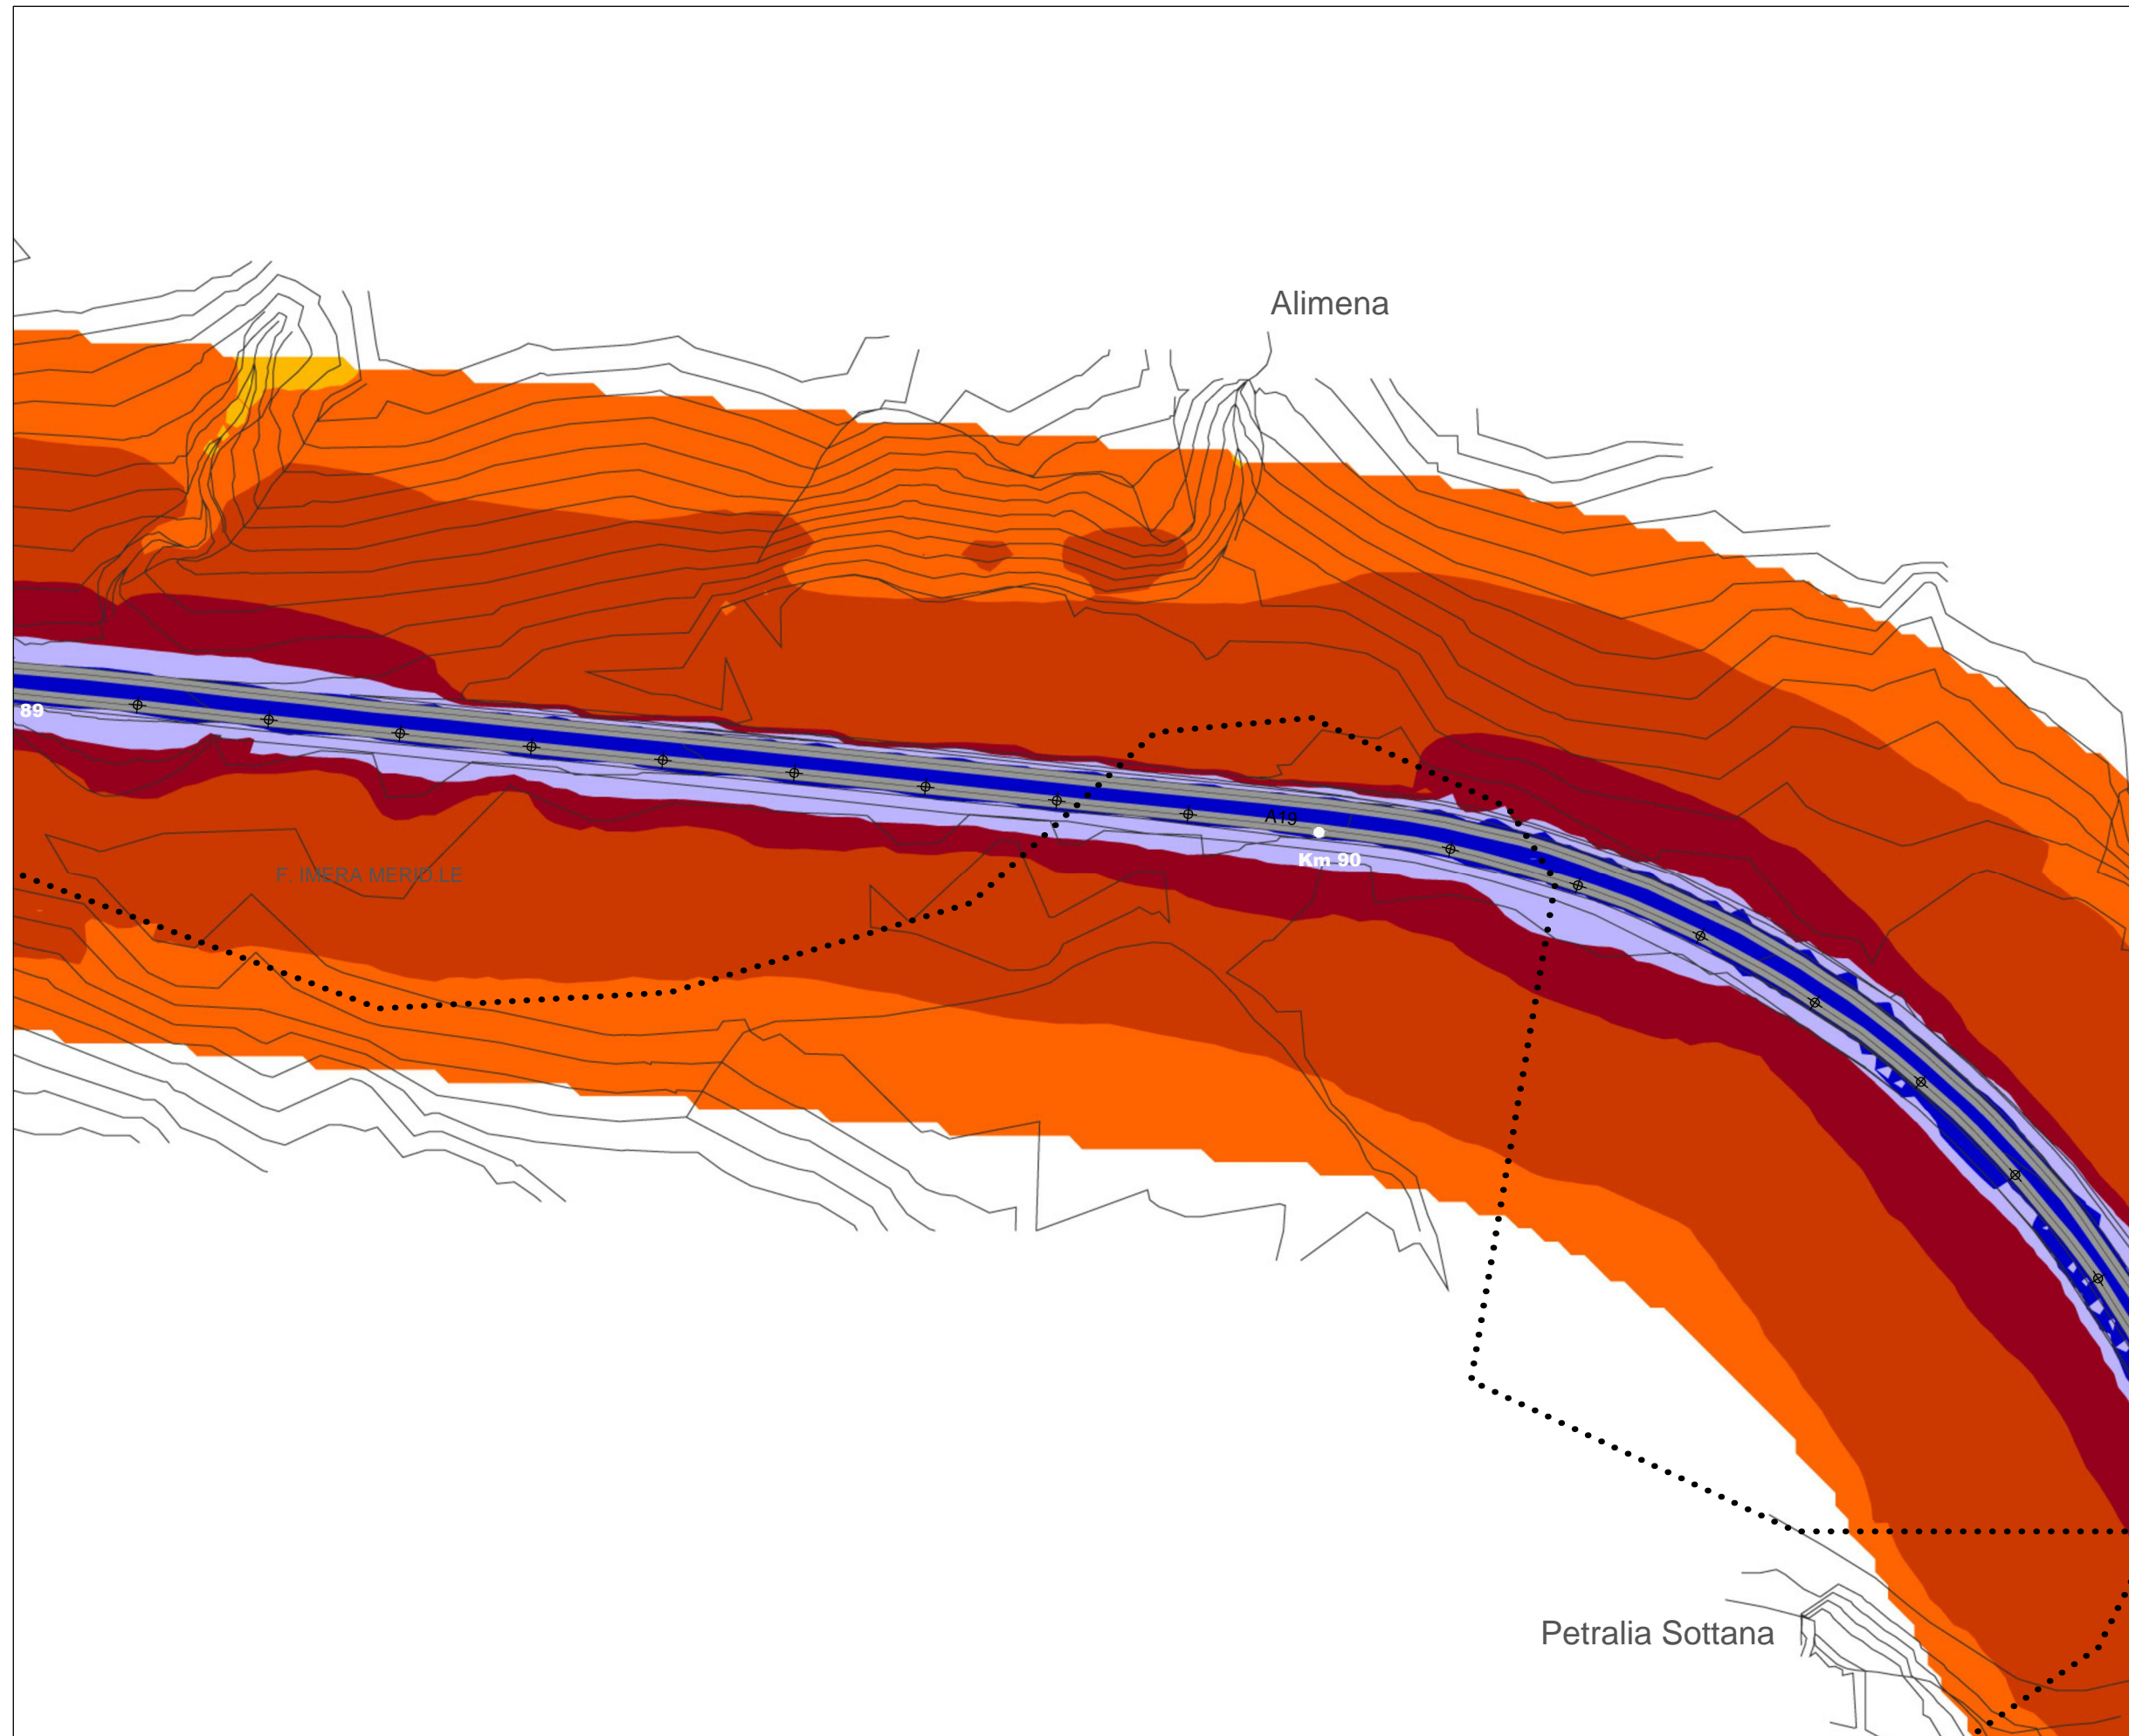 Alimena
89
A19
Km 90
F. IMERA MERID.LE
Petralia Sottana